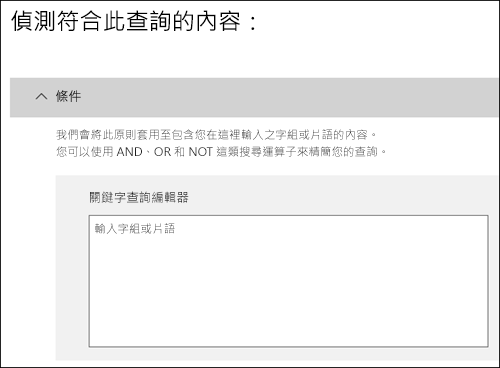 偵測符合此查詢的內容：
條件
我們會將此原則套用至包含您在這裡輸入之字組或片語的內容。
您可以使用 AND、OR 和 NOT 這類搜尋運算子來精簡您的查詢。
關鍵字查詢編輯器
輸入字組或片語